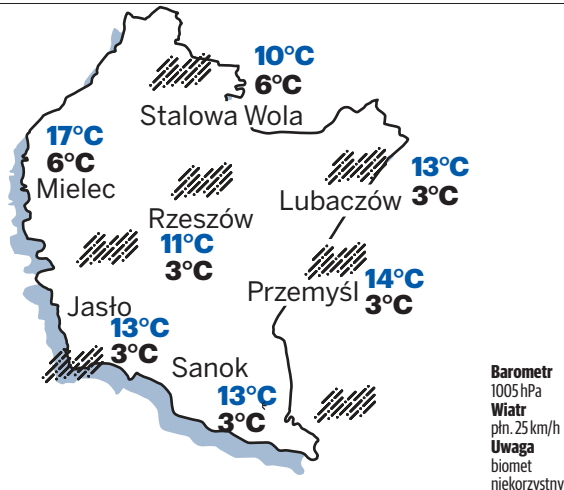 10°C
6°C
Stalowa Wola
17°C
6°C
Mielec
13°C
3°C
Lubaczów
Rzeszów
11°C
3°C
14°C
3°C
Przemyśl
Jasło
13°C
3°C
Sanok
13°C
3°C
Barometr
1005 hPa
Wiatr
płn. 25 km/h
Uwaga
biomet
niekorzystny